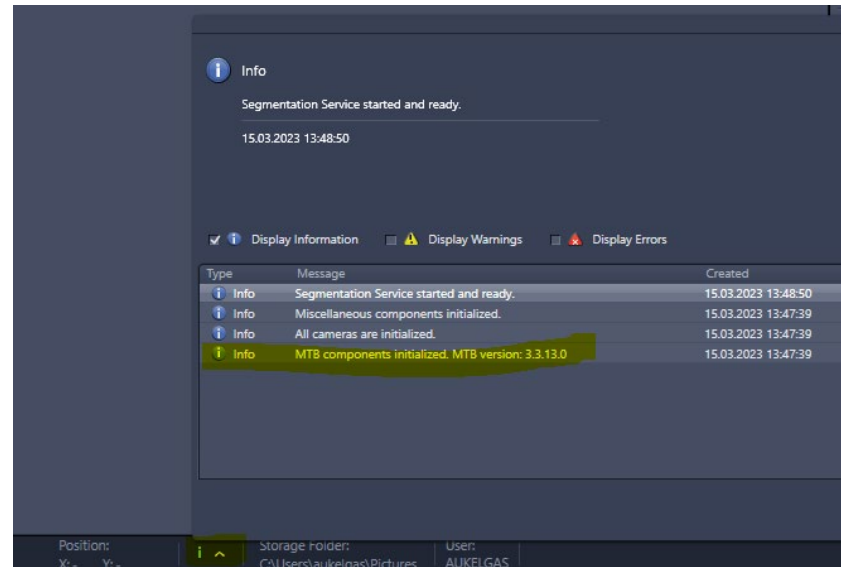 Info
Segmentation Service started and ready.
15.03.2023 13:48:50
Display Information Display Warnings Display Errors
Type Message Created
Info Segmentation Service started and ready. 15.03.2023 13:48:50
Info Miscellaneous components initialized. 15.03.2023 13:47:39
Info All cameras are initialized. 15.03.2023 13:47:39
Info MTB components initialized. MTB version: 3.3.13.0 15.03.2023 13:47:39
Position: Storage Folder: User:
X: - Y: - C:\Users\aukelgas\Pictures AUKELGAS